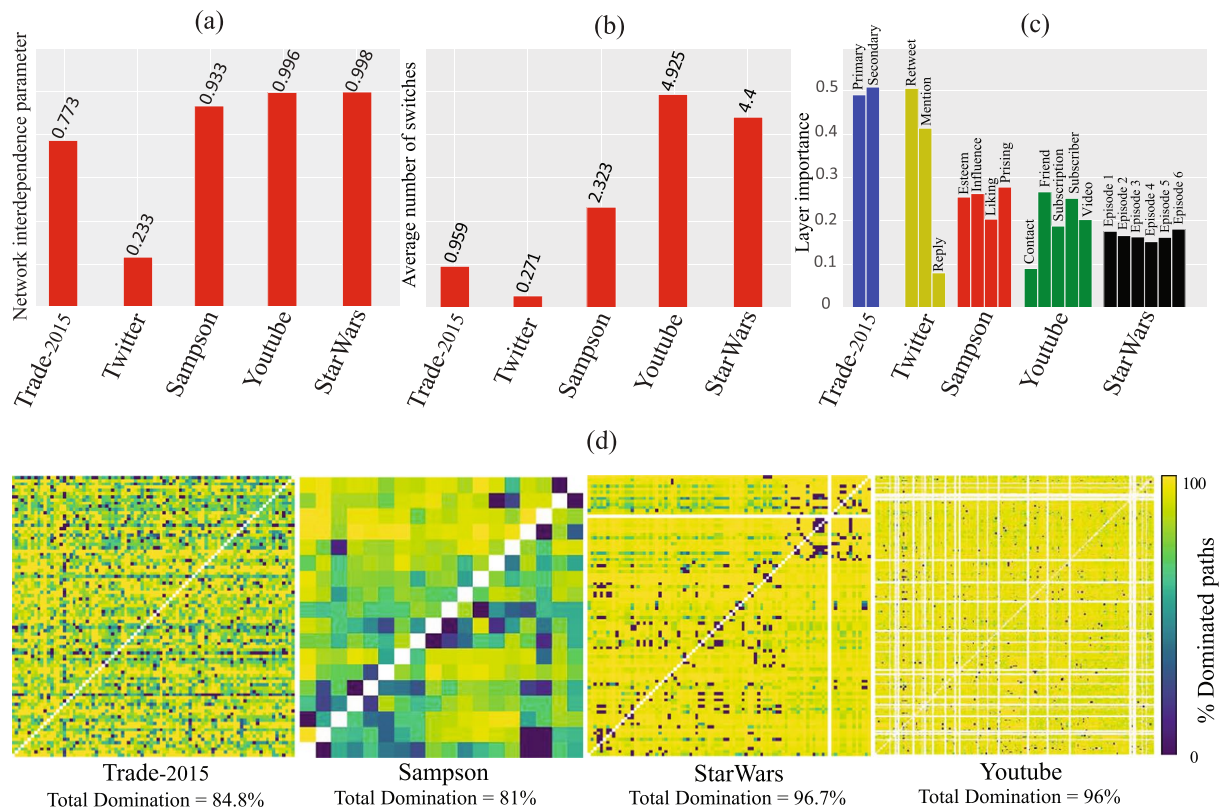 (a)
Network interdependence parameter
0.773
0.233
0.933
0.996
0.998
Trade-2015
Twitter
Sampson
Youtube
StarWars
(b)
Average number of switches
0.959
0.271
2.323
4.925
4.4
Trade-2015
Twitter
Sampson
Youtube
StarWars
(c)
Layer importance
0.5
0.4
0.3
0.2
0.1
0
Primary
Secondary
Retweet
Mention
Reply
Esteem
Influence
Liking
Prising
Contact
Friend
Subscription
Subscriber
Video
Episode 1
Episode 2
Episode 3
Episode 4
Episode 5
Episode 6
Trade-2015
Twitter
Sampson
Youtube
StarWars
(d)
Trade-2015
Total Domination = 84.8%
Sampson
Total Domination = 81%
StarWars
Total Domination = 96.7%
Youtube
Total Domination = 96%
100
% Dominated paths
0